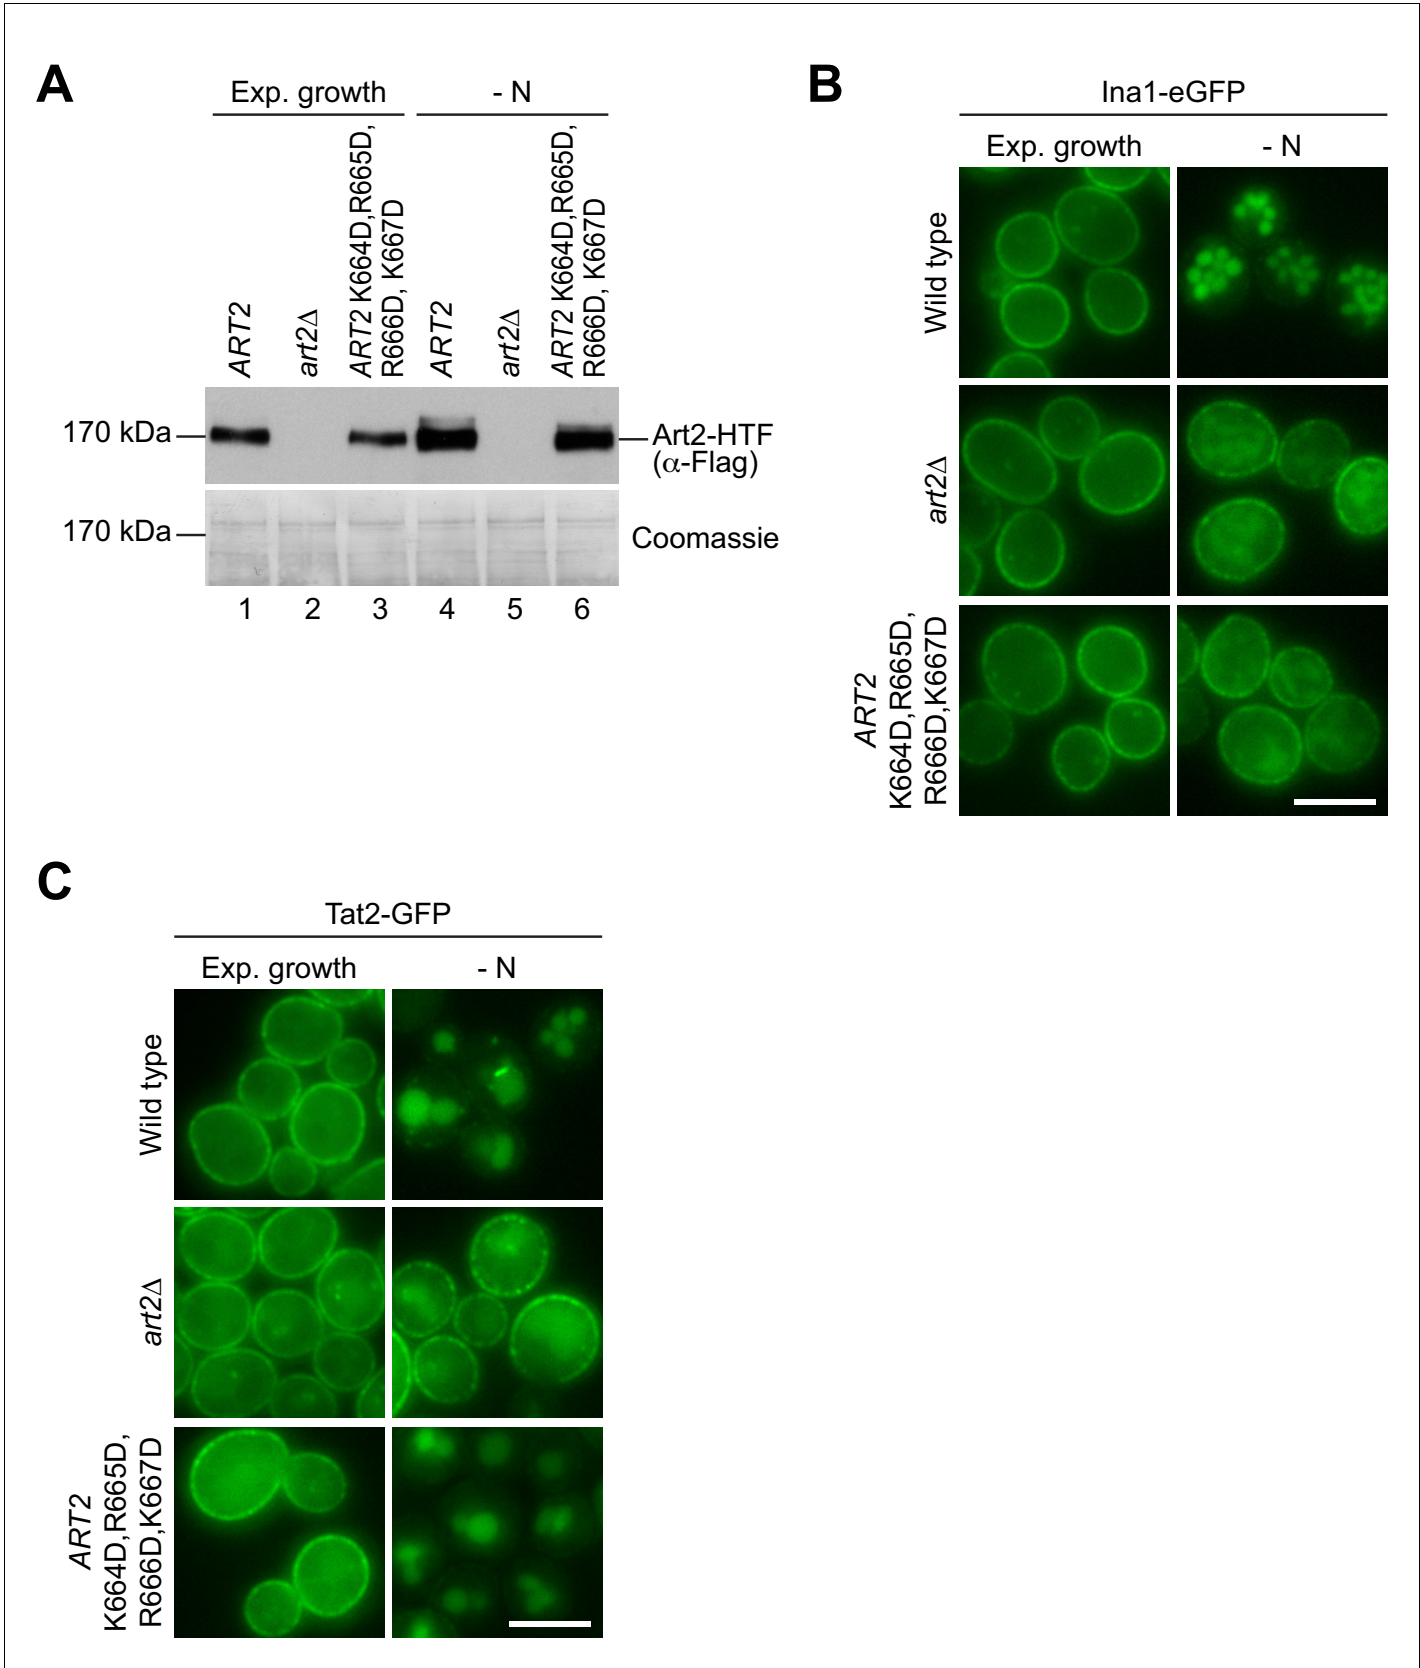 A
Exp. growth
- N
ART2
art2Δ
ART2 K664D,R665D,
R666D, K667D
ART2
art2Δ
ART2 K664D,R665D,
R666D, K667D
170 kDa
Art2-HTF
(α-Flag)
170 kDa
Coomassie
1 2 3 4 5 6
B
Ina1-eGFP
Exp. growth
- N
Wild type
art2Δ
ART2
K664D,R665D,
R666D,K667D
C
Tat2-GFP
Exp. growth
- N
Wild type
art2Δ
ART2
K664D,R665D,
R666D,K667D